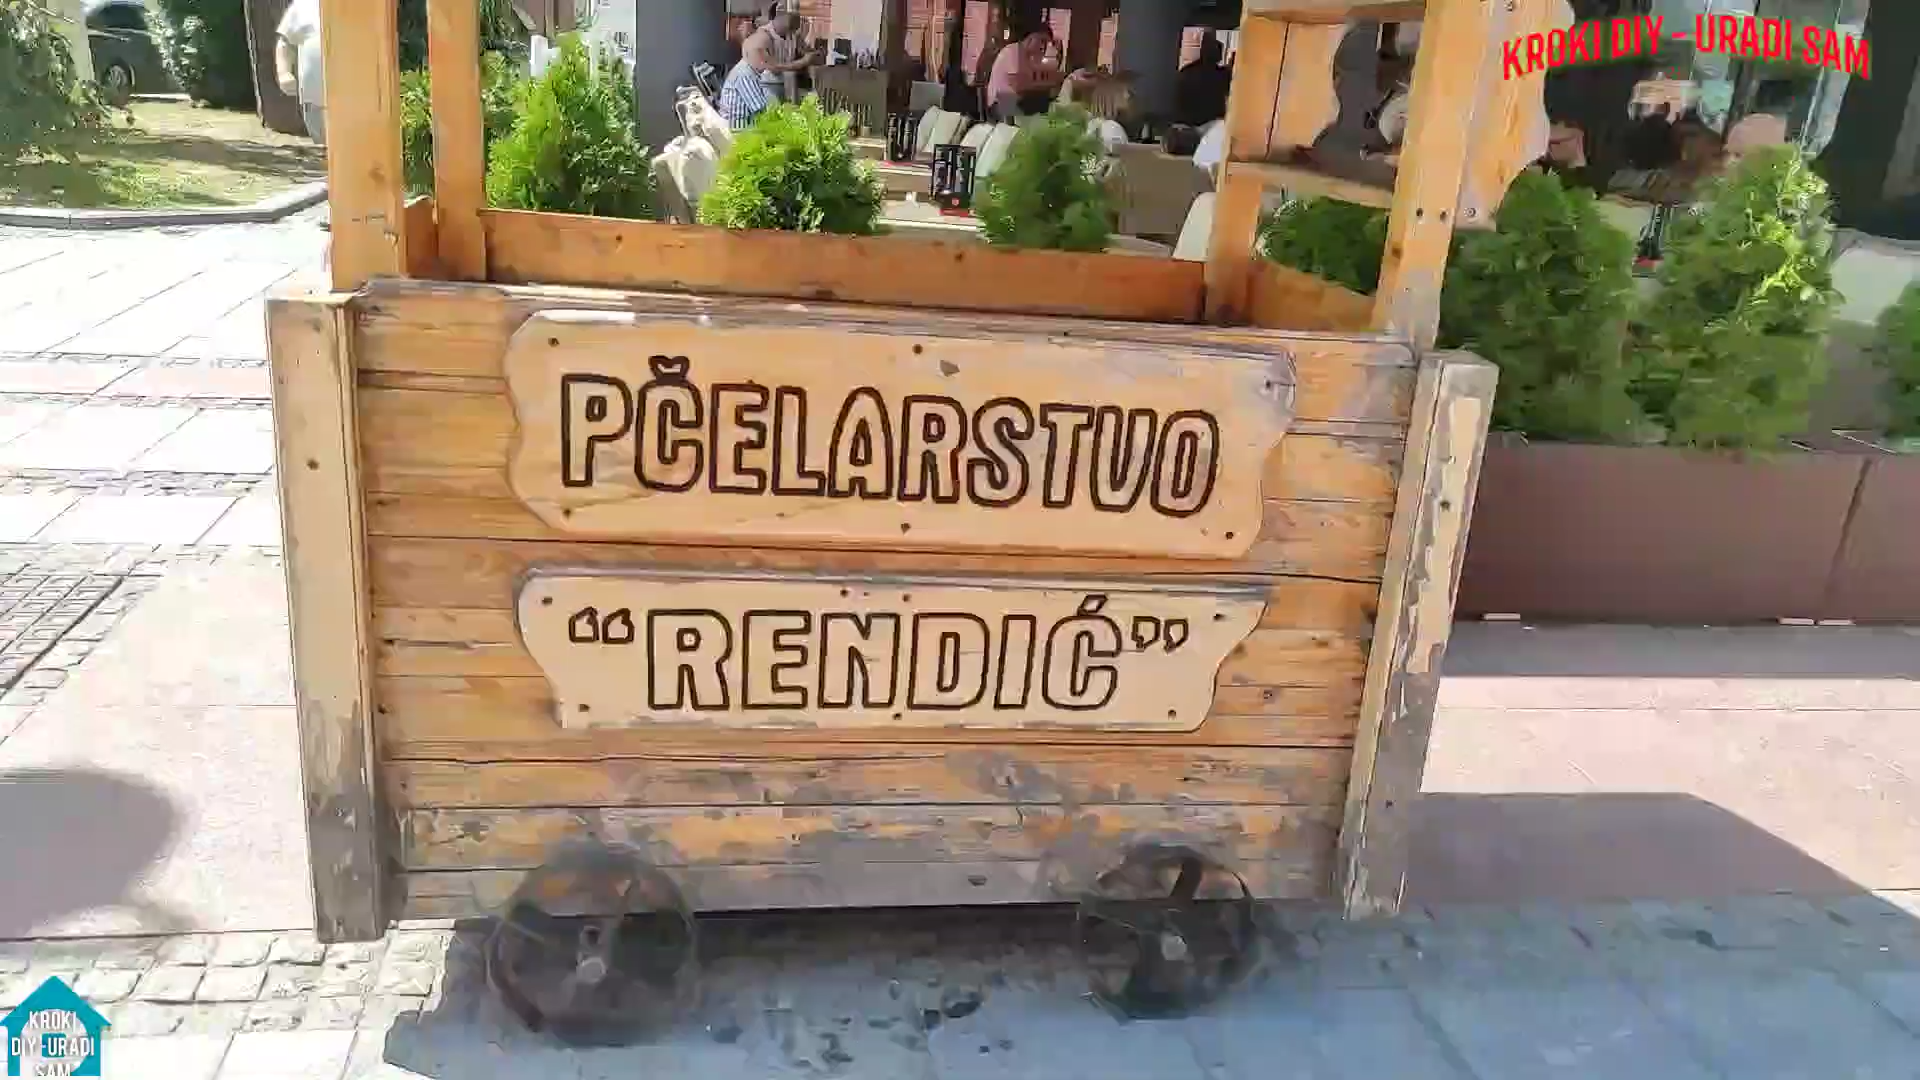 KROKI DIY - URADI SAM
PČELARSTVO
“RENDIĆ”
KROKI
DIY-URADI
SAM